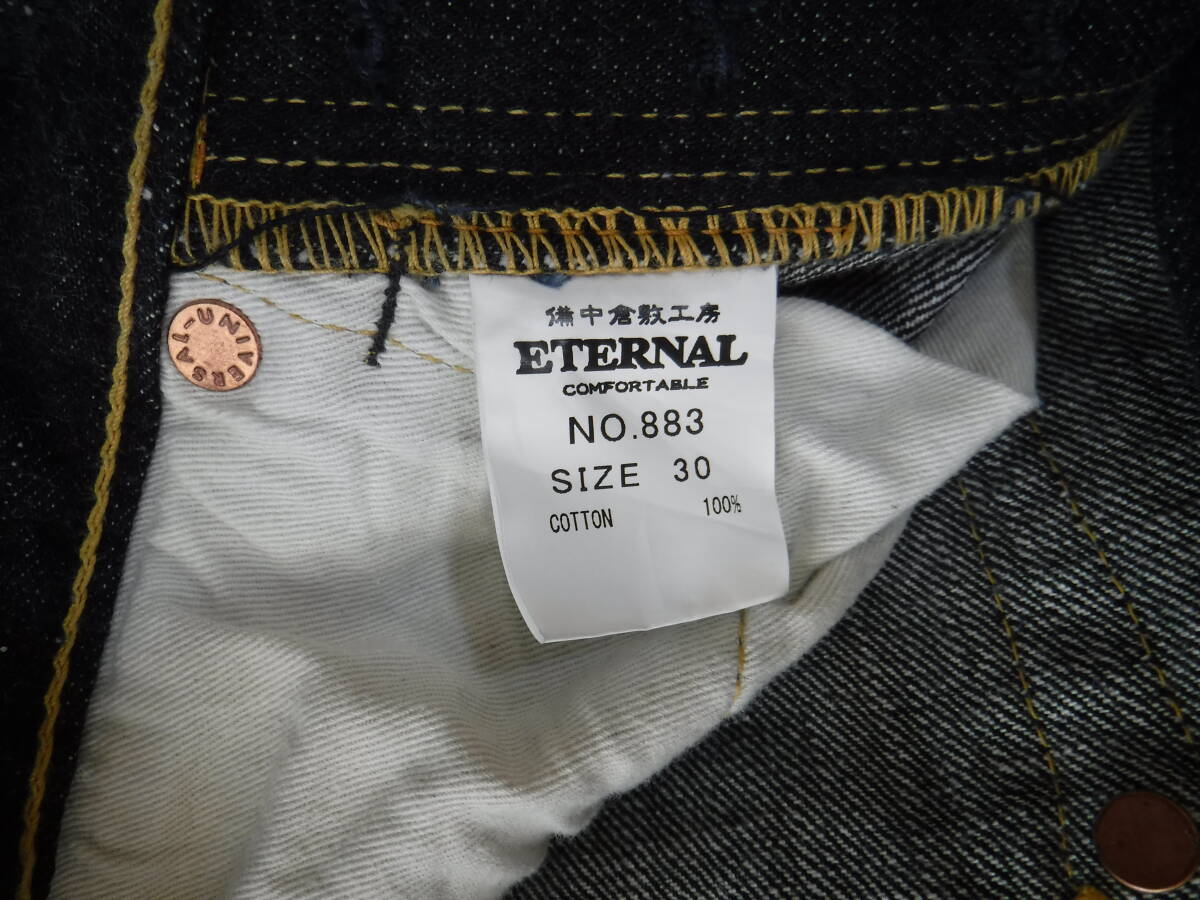 備中倉敷工房
ETERNAL
COMFORTABLE
NO.883
SIZE 30
COTTON 100%
UNIVERSAL-